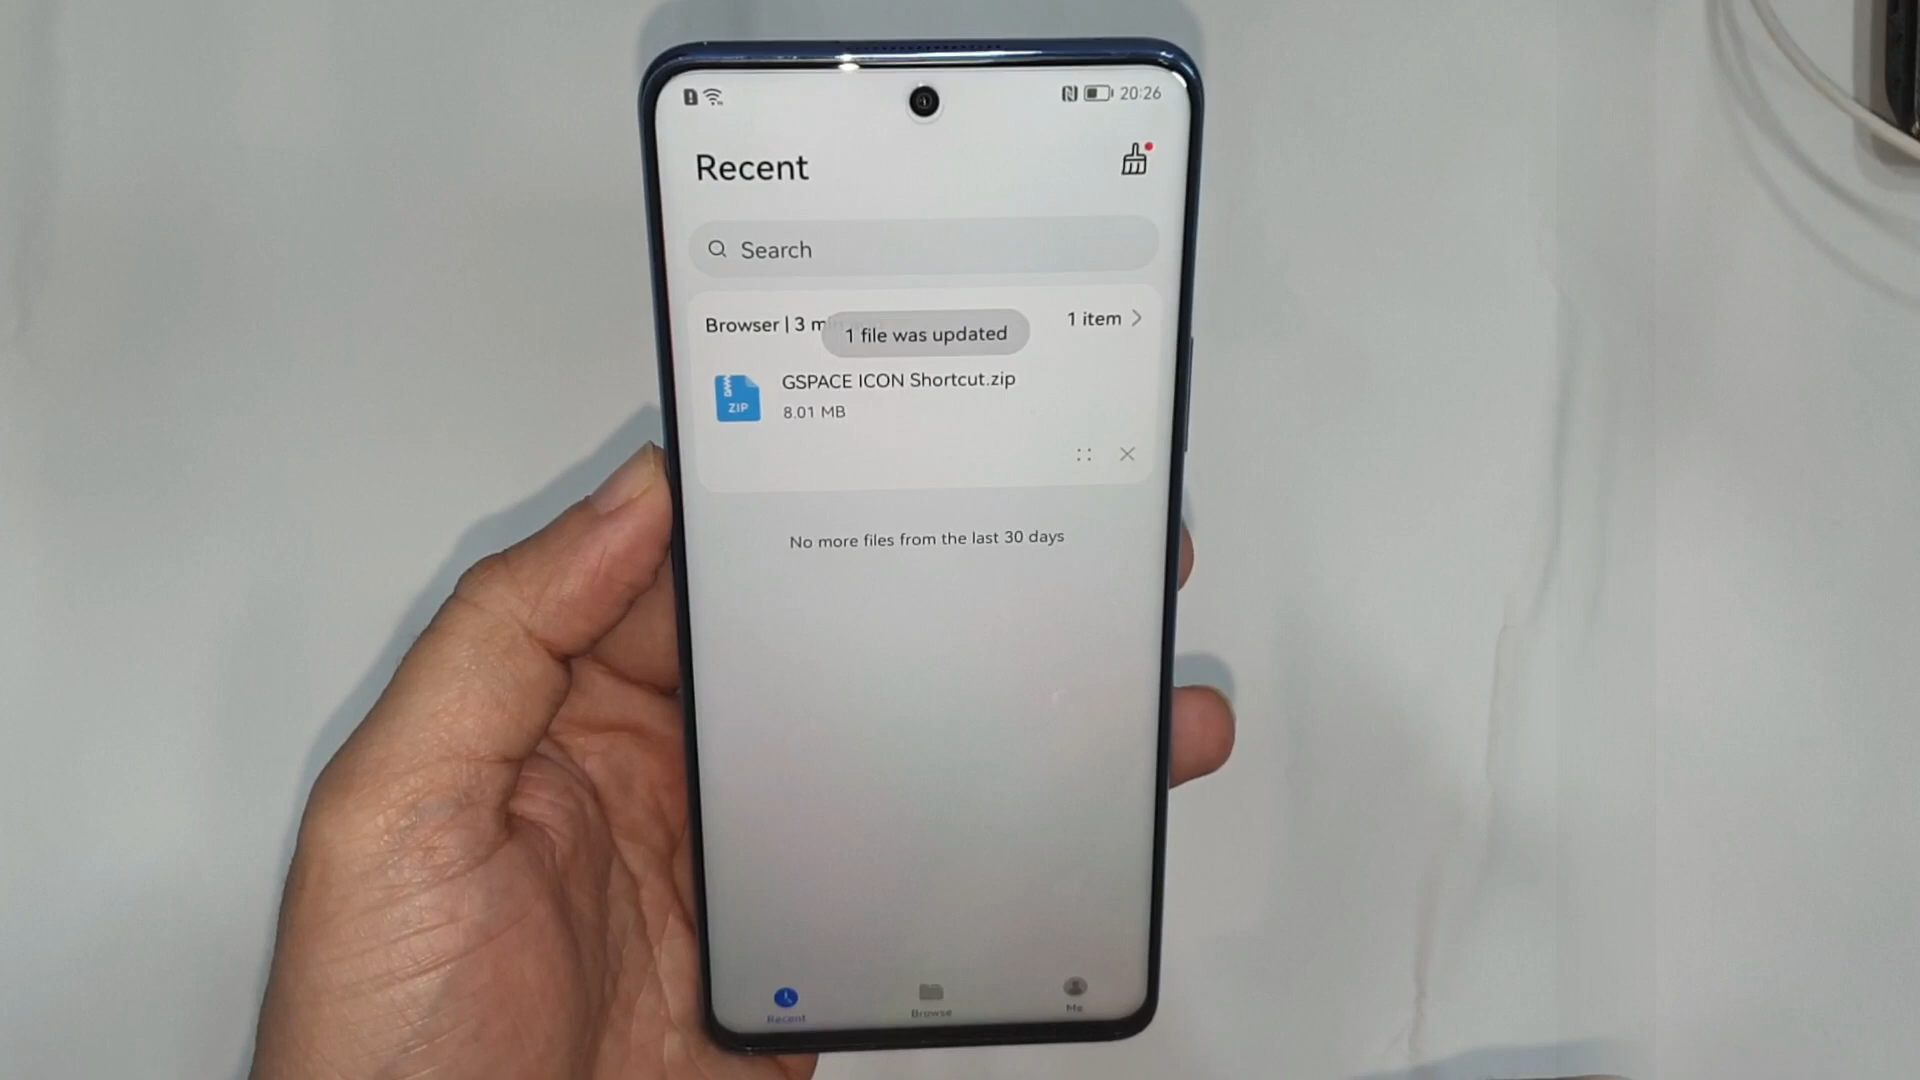 20:26
Recent
Search
Browser | 3 min
1 file was updated
1 item
ZIP
GSPACE ICON Shortcut.zip
8.01 MB
No more files from the last 30 days
Recent
Browse
Me